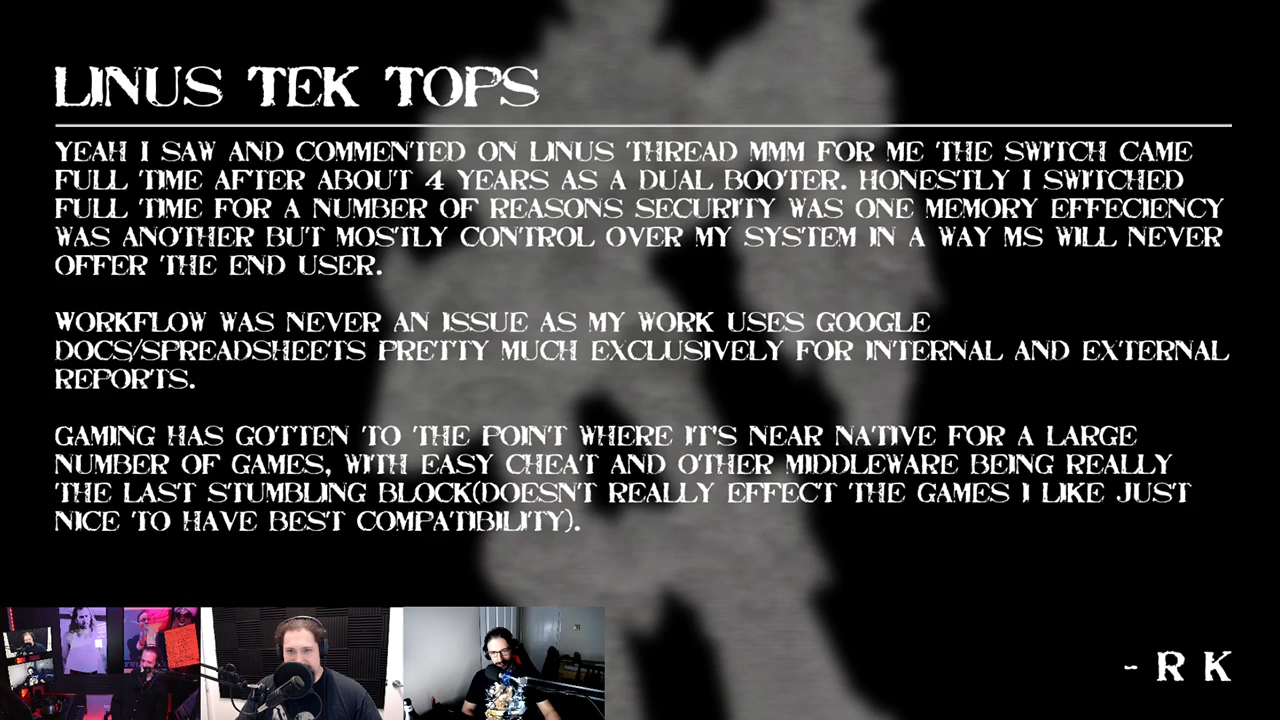 LINUS TEK TOPS
YEAH I SAW AND COMMENTED ON LINUS THREAD MMM FOR ME THE SWITCH CAME
FULL TIME AFTER ABOUT 4 YEARS AS A DUAL BOOTER. HONESTLY I SWITCHED
FULL TIME FOR A NUMBER OF REASONS SECURITY WAS ONE MEMORY EFFECIENCY
WAS ANOTHER BUT MOSTLY CONTROL OVER MY SYSTEM IN A WAY MS WILL NEVER
OFFER THE END USER.
WORKFLOW WAS NEVER AN ISSUE AS MY WORK USES GOOGLE
DOCS/SPREADSHEETS PRETTY MUCH EXCLUSIVELY FOR INTERNAL AND EXTERNAL
REPORTS.
GAMING HAS GOTTEN TO THE POINT WHERE IT'S NEAR NATIVE FOR A LARGE
NUMBER OF GAMES, WITH EASY CHEAT AND OTHER MIDDLEWARE BEING REALLY
THE LAST STUMBLING BLOCK(DOESNT REALLY EFFECT THE GAMES I LIKE JUST
NICE TO HAVE BEST COMPATIBILITY).
- R K